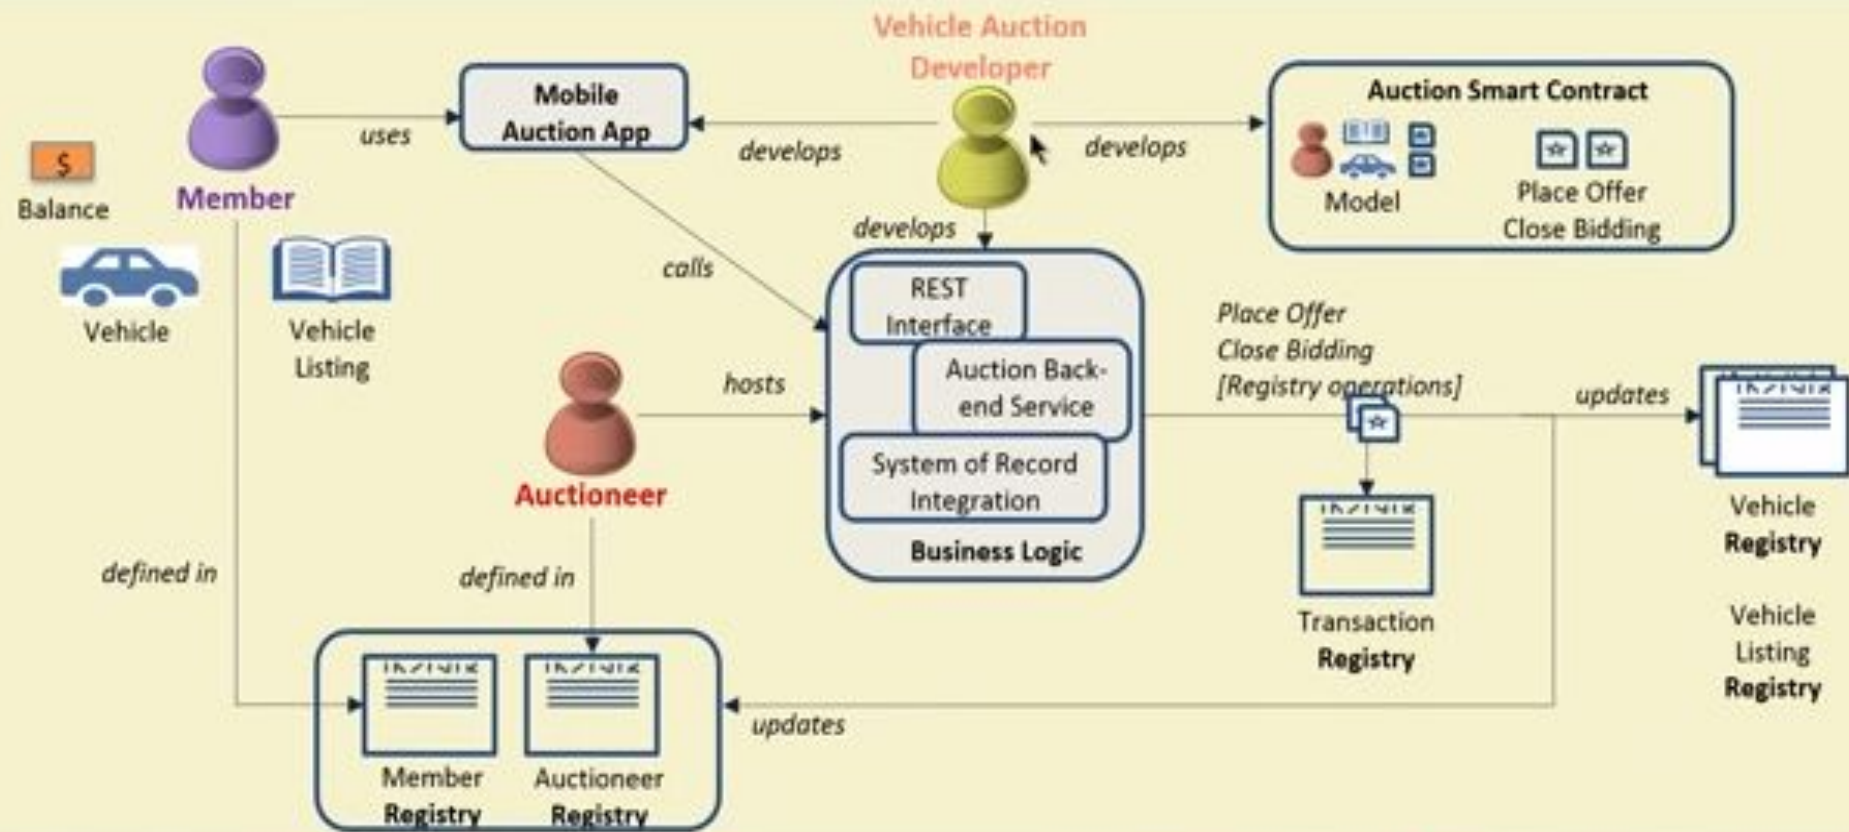 Vehicle Auction
Developer
Mobile
Auction App
Auction Smart Contract
uses
develops
develops
$
Balance
Member
Model
Place Offer
Close Bidding
develops
calls
Vehicle
Vehicle
Listing
REST
Interface
Auction Back-
end Service
System of Record
Integration
Business Logic
hosts
Auctioneer
Place Offer
Close Bidding
[Registry operations]
updates
Vehicle
Registry
Vehicle
Listing
Registry
Transaction
Registry
defined in
defined in
updates
Member
Registry
Auctioneer
Registry